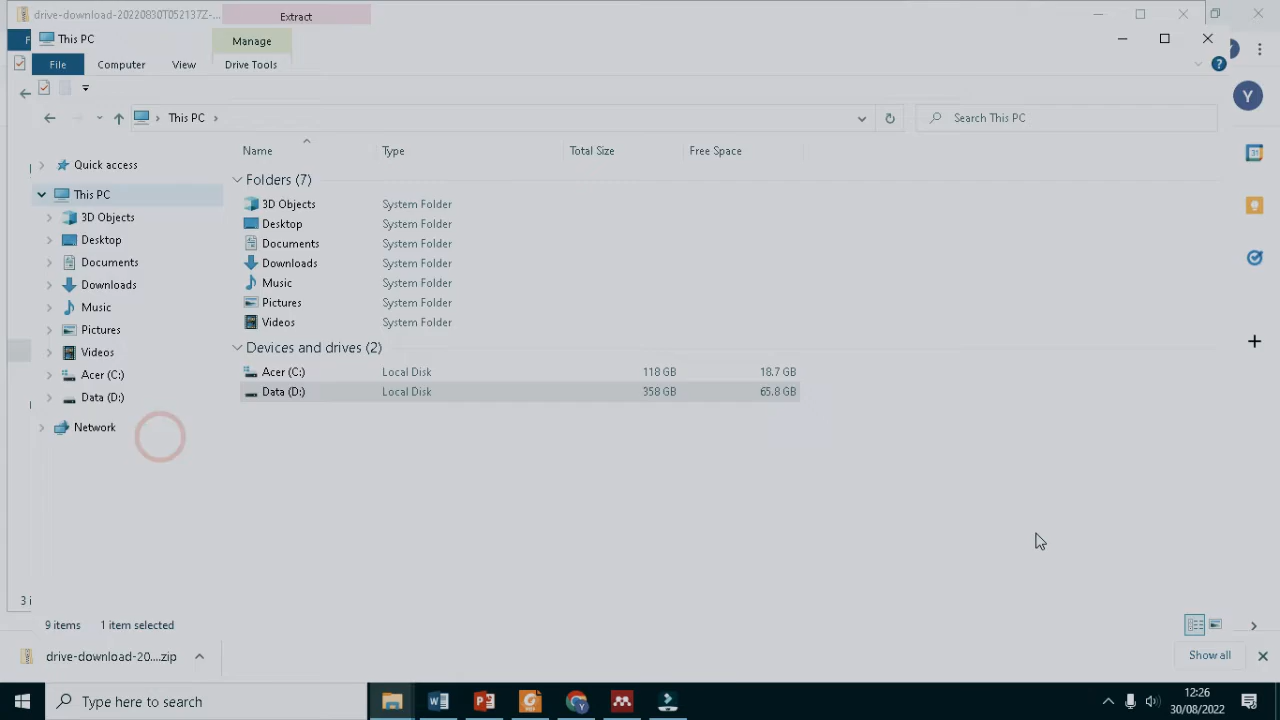 drive-download-20220830T052137Z-...
Extract
This PC
Manage
File
Computer
View
Drive Tools
This PC
Search This PC
Y
Name
Type
Total Size
Free Space
Quick access
This PC
3D Objects
Desktop
Documents
Downloads
Music
Pictures
Videos
Acer (C:)
Data (D:)
Network
Folders (7)
3D Objects System Folder
Desktop System Folder
Documents System Folder
Downloads System Folder
Music System Folder
Pictures System Folder
Videos System Folder
Devices and drives (2)
Acer (C:) Local Disk 118 GB 18.7 GB
Data (D:) Local Disk 358 GB 65.8 GB
3 i
9 items
1 item selected
drive-download-20....zip
Show all
Type here to search
12:26
30/08/2022